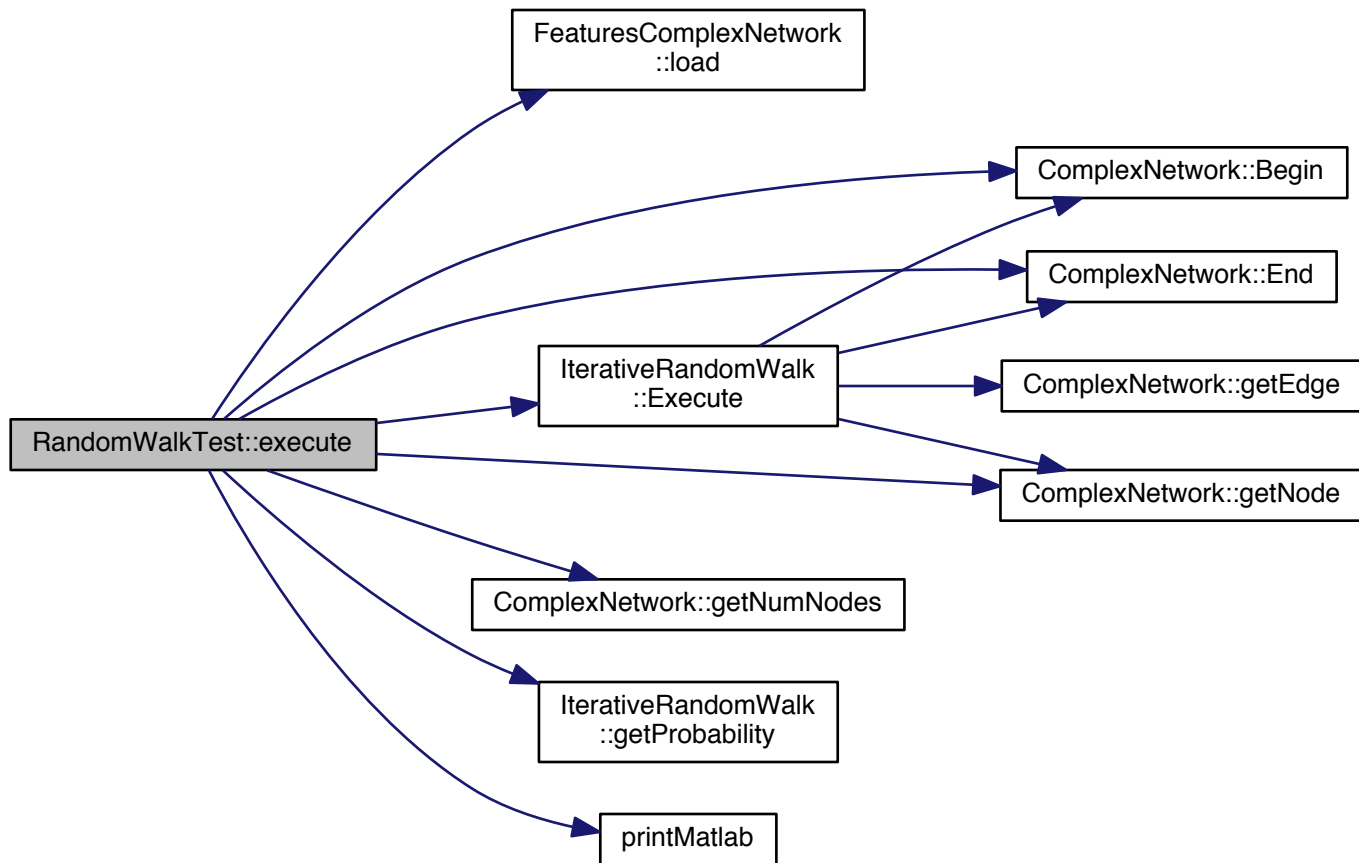 FeaturesComplexNetwork
::load
ComplexNetwork::Begin
ComplexNetwork::End
IterativeRandomWalk
::Execute
ComplexNetwork::getEdge
RandomWalkTest::execute
ComplexNetwork::getNode
ComplexNetwork::getNumNodes
IterativeRandomWalk
::getProbability
printMatlab